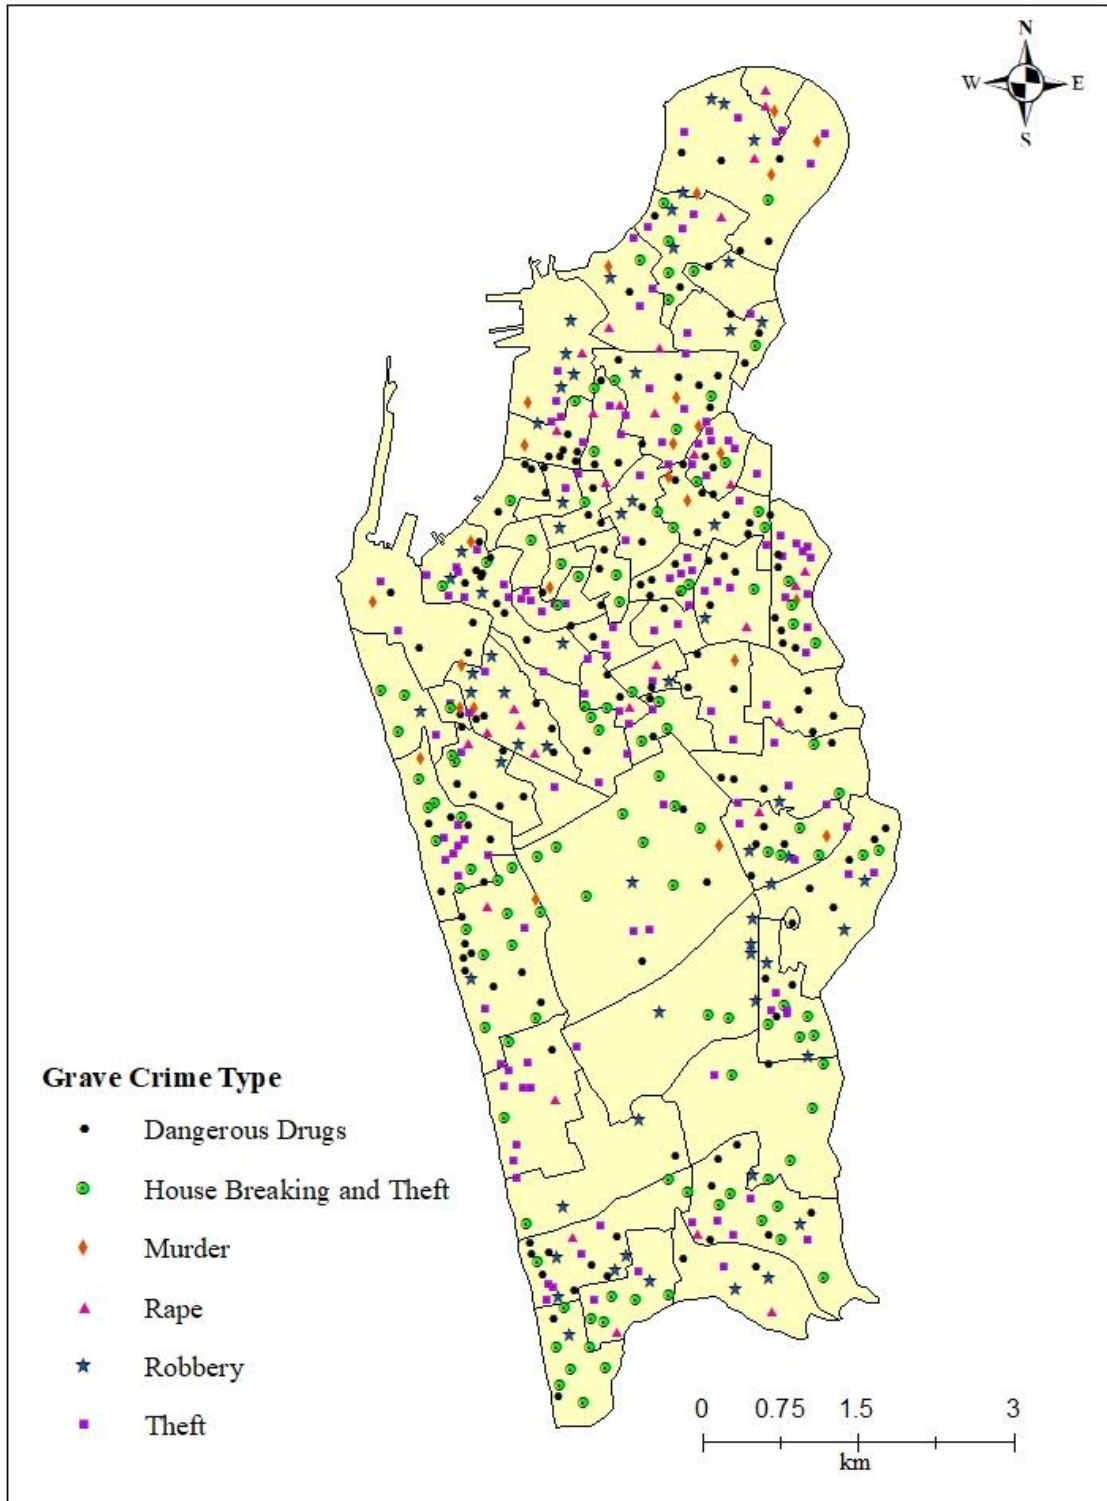 N
W E
S
Grave Crime Type
Dangerous Drugs
House Breaking and Theft
Murder
Rape
Robbery
Theft
0 0.75 1.5 3
km